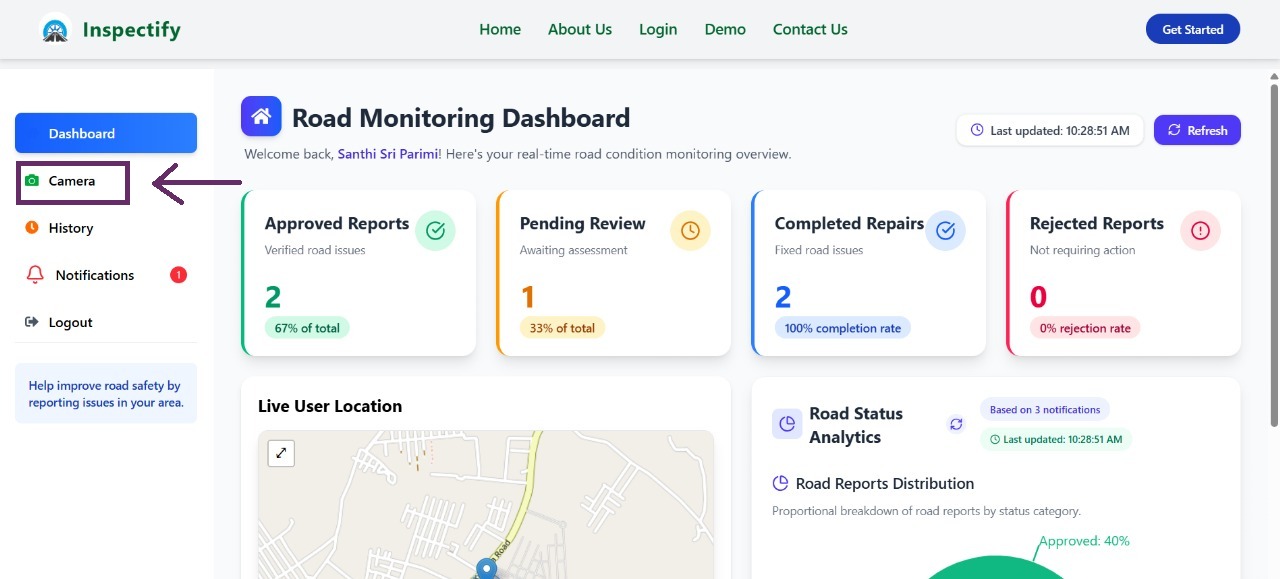 Inspectify
Home
About Us
Login
Demo
Contact Us
Get Started
Dashboard
Camera
History
Notifications
1
Logout
Help improve road safety by
reporting issues in your area.
Road Monitoring Dashboard
Welcome back, Santhi Sri Parimi! Here's your real-time road condition monitoring overview.
Last updated: 10:28:51 AM
Refresh
Approved Reports
Verified road issues
2
67% of total
Pending Review
Awaiting assessment
1
33% of total
Completed Repairs
Fixed road issues
2
100% completion rate
Rejected Reports
Not requiring action
0
0% rejection rate
Live User Location
Road
Road Status
Analytics
Based on 3 notifications
Last updated: 10:28:51 AM
Road Reports Distribution
Proportional breakdown of road reports by status category.
Approved: 40%